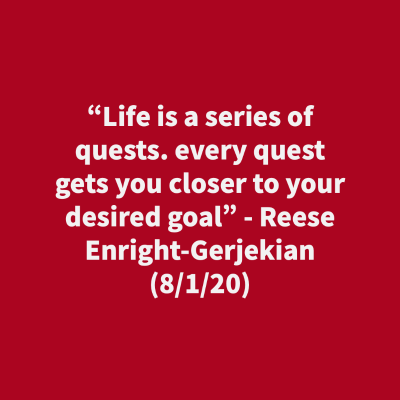 “Life is a series of
quests. every quest
gets you closer to your
desired goal” - Reese
Enright-Gerjekian
(8/1/20)